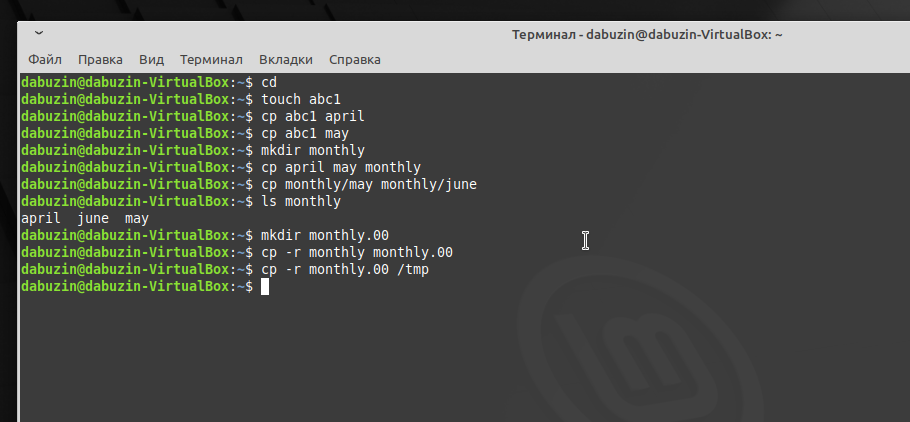 Терминал - dabuzin@dabuzin-VirtualBox: ~
Файл Правка Вид Терминал Вкладки Справка
dabuzin@dabuzin-VirtualBox:~$ cd
dabuzin@dabuzin-VirtualBox:~$ touch abc1
dabuzin@dabuzin-VirtualBox:~$ cp abc1 april
dabuzin@dabuzin-VirtualBox:~$ cp abc1 may
dabuzin@dabuzin-VirtualBox:~$ mkdir monthly
dabuzin@dabuzin-VirtualBox:~$ cp april may monthly
dabuzin@dabuzin-VirtualBox:~$ cp monthly/may monthly/june
dabuzin@dabuzin-VirtualBox:~$ ls monthly
april  june  may
dabuzin@dabuzin-VirtualBox:~$ mkdir monthly.00
dabuzin@dabuzin-VirtualBox:~$ cp -r monthly monthly.00
dabuzin@dabuzin-VirtualBox:~$ cp -r monthly.00 /tmp
dabuzin@dabuzin-VirtualBox:~$